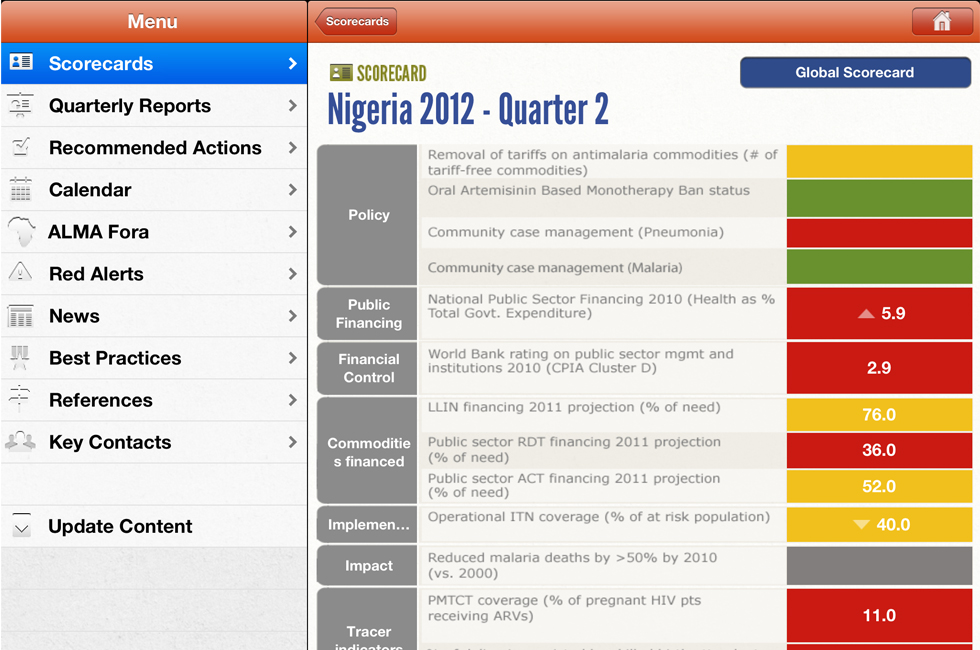 Menu
Scorecards
Quarterly Reports
Recommended Actions
Calendar
ALMA Fora
Red Alerts
News
Best Practices
References
Key Contacts
Update Content
Scorecards
SCORECARD
Global Scorecard
Nigeria 2012 - Quarter 2
Policy
Removal of tariffs on antimalaria commodities (# of
tariff-free commodities)
Oral Artemisinin Based Monotherapy Ban status
Community case management (Pneumonia)
Community case management (Malaria)
Public
Financing
National Public Sector Financing 2010 (Health as %
Total Govt. Expenditure)
5.9
Financial
Control
World Bank rating on public sector mgmt and
institutions 2010 (CPIA Cluster D)
2.9
Commoditie
s financed
LLIN financing 2011 projection (% of need)
76.0
Public sector RDT financing 2011 projection
(% of need)
36.0
Public sector ACT financing 2011 projection
(% of need)
52.0
Implemen...
Operational ITN coverage (% of at risk population)
40.0
Impact
Reduced malaria deaths by >50% by 2010
(vs. 2000)
Tracer
indicators
PMTCT coverage (% of pregnant HIV pts
receiving ARVs)
11.0